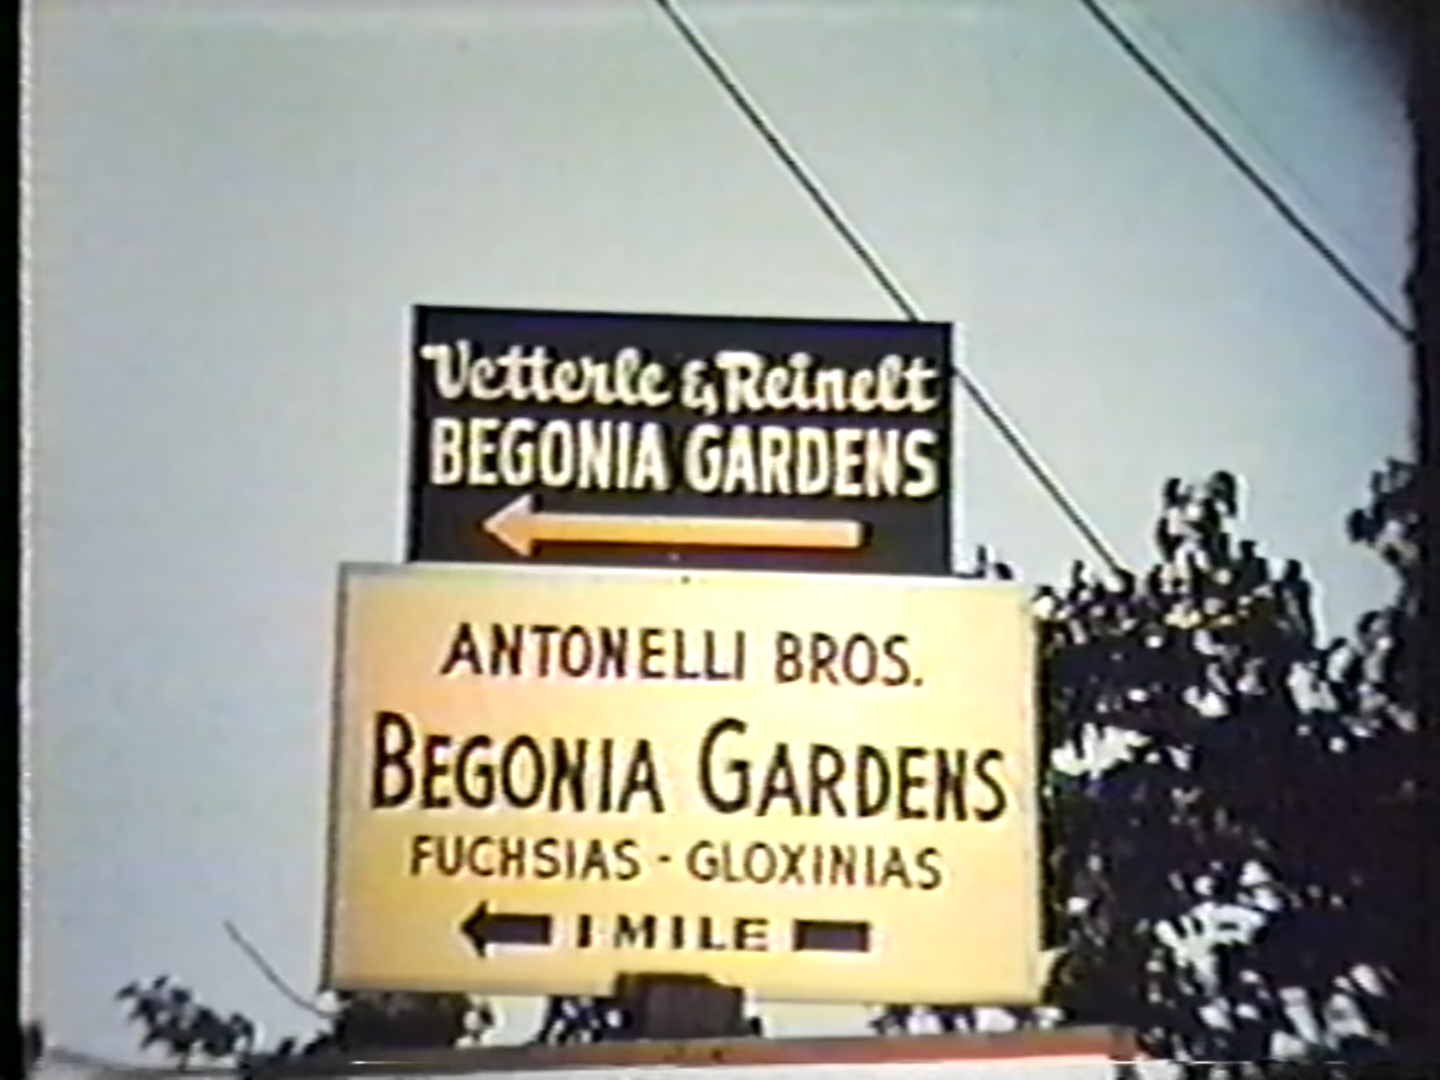 Vetterle & Reinelt
BEGONIA GARDENS
ANTONELLI BROS.
BEGONIA GARDENS
FUCHSIAS - GLOXINIAS
1 MILE